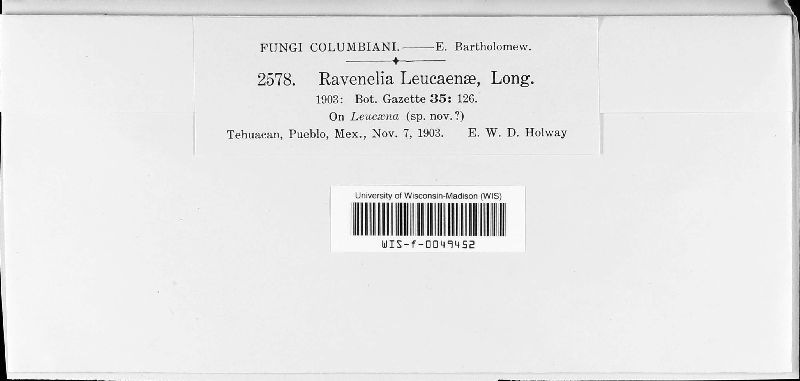 FUNGI COLUMBIANI.——E. Bartholomew.
2578. Ravenelia Leucaenæ, Long.
1903: Bot. Gazette 35: 126.
On Leucæna (sp. nov.?)
Tehuacan, Pueblo, Mex., Nov. 7, 1903. E. W. D. Holway
University of Wisconsin-Madison (WIS)
WIS-f-0049452